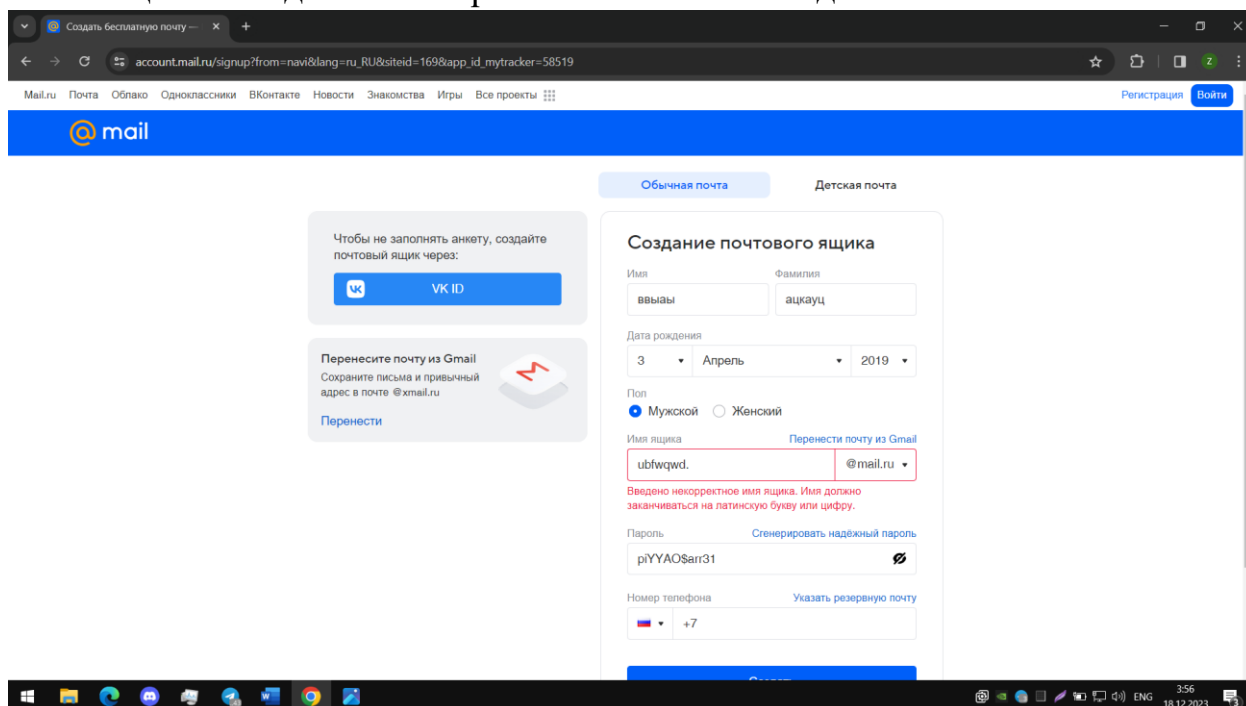 Создать бесплатную почту —
account.mail.ru/signup?from=navi&lang=ru_RU&siteid=169&app_id_mytracker=58519
Z
Mail.ru Почта Облако Одноклассники ВКонтакте Новости Знакомства Игры Все проекты Регистрация Войти
@ mail
Обычная почта Детская почта
Чтобы не заполнять анкету, создайте
почтовый ящик через:
VK ID
Перенесите почту из Gmail
Сохраните письма и привычный
адрес в почте @xmail.ru
Перенести
Создание почтового ящика
Имя Фамилия
ввыаы ацкауц
Дата рождения
3 Апрель 2019
Пол
Мужской Женский
Имя ящика Перенести почту из Gmail
ubfwqwd. @mail.ru
Введено некорректное имя ящика. Имя должно
заканчиваться на латинскую букву или цифру.
Пароль Сгенерировать надёжный пароль
piYYAO$arr31
Номер телефона Указать резервную почту
+7
ENG 3:56
18.12.2023